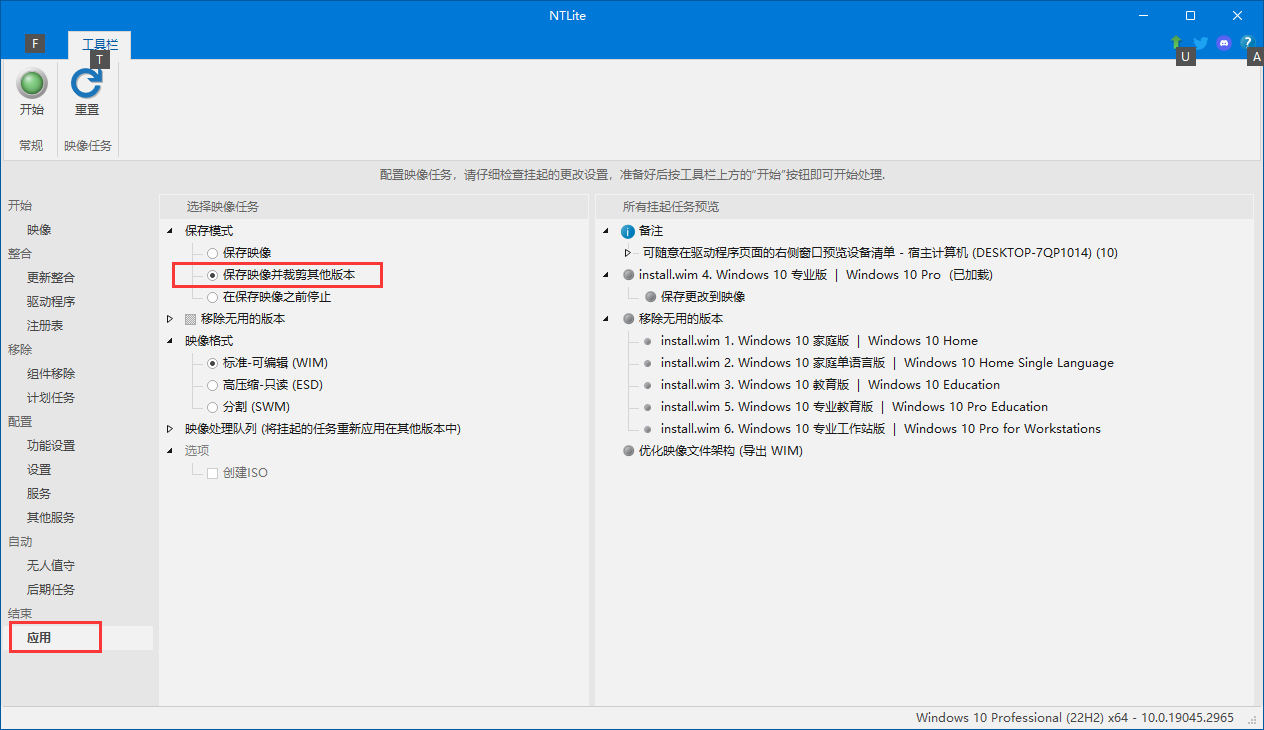 NTLite
F
工具栏
T
U
A
开始
重置
常规
映像任务
配置映像任务，请仔细检查挂起的更改设置，准备好后按工具栏上方的“开始”按钮即可开始处理.
开始
映像
整合
更新整合
驱动程序
注册表
移除
组件移除
计划任务
配置
功能设置
设置
服务
其他服务
自动
无人值守
后期任务
结束
应用
选择映像任务
保存模式
保存映像
保存映像并裁剪其他版本
在保存映像之前停止
移除无用的版本
映像格式
标准-可编辑 (WIM)
高压缩-只读 (ESD)
分割 (SWM)
映像处理队列 (将挂起的任务重新应用在其他版本中)
选项
创建ISO
所有挂起任务预览
备注
可随意在驱动程序页面的右侧窗口预览设备清单 - 宿主计算机 (DESKTOP-7QP1014) (10)
install.wim 4. Windows 10 专业版 | Windows 10 Pro (已加载)
保存更改到映像
移除无用的版本
install.wim 1. Windows 10 家庭版 | Windows 10 Home
install.wim 2. Windows 10 家庭单语言版 | Windows 10 Home Single Language
install.wim 3. Windows 10 教育版 | Windows 10 Education
install.wim 5. Windows 10 专业教育版 | Windows 10 Pro Education
install.wim 6. Windows 10 专业工作站版 | Windows 10 Pro for Workstations
优化映像文件架构 (导出 WIM)
Windows 10 Professional (22H2) x64 - 10.0.19045.2965